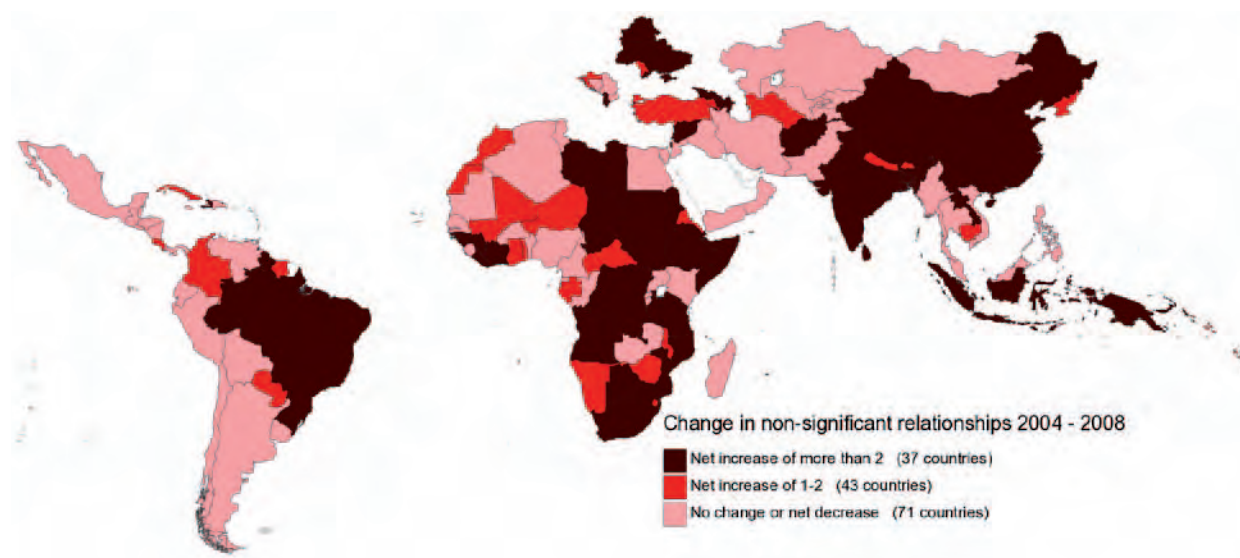 Change in non-significant relationships 2004 - 2008
Net increase of more than 2 (37 countries)
Net increase of 1-2 (43 countries)
No change or net decrease (71 countries)